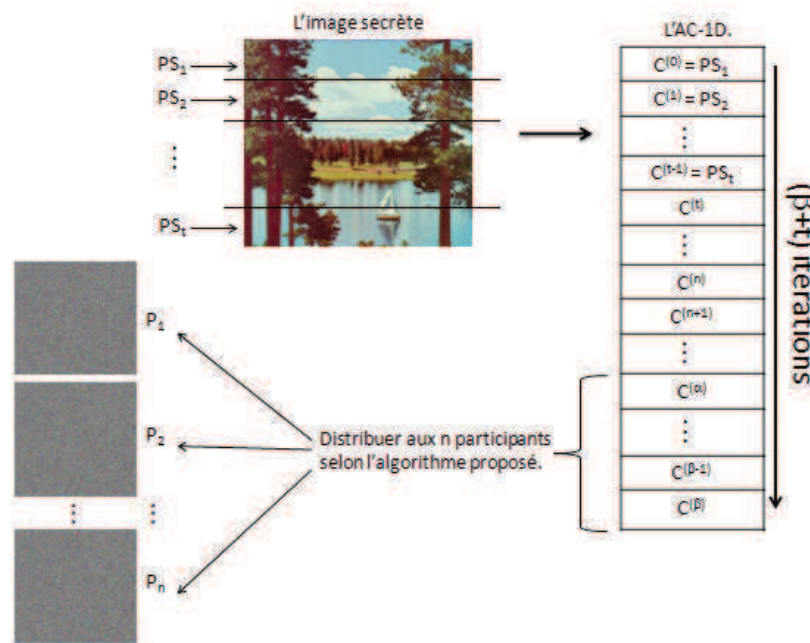 L'image secrète
PS₁
PS₂
⋮
PSₜ
L'AC-1D.
C⁽⁰⁾ = PS₁
C⁽¹⁾ = PS₂
⋮
C⁽ᵗ⁻¹⁾ = PSₜ
C⁽ᵗ⁾
⋮
C⁽ⁿ⁾
C⁽ⁿ⁺¹⁾
⋮
C⁽ᵅ⁾
⋮
C⁽ᵝ⁻¹⁾
C⁽ᵝ⁾
(β+t) itérations
Distribuer aux n participants
selon l'algorithme proposé.
P₁
P₂
⋮ ⋮
Pₙ